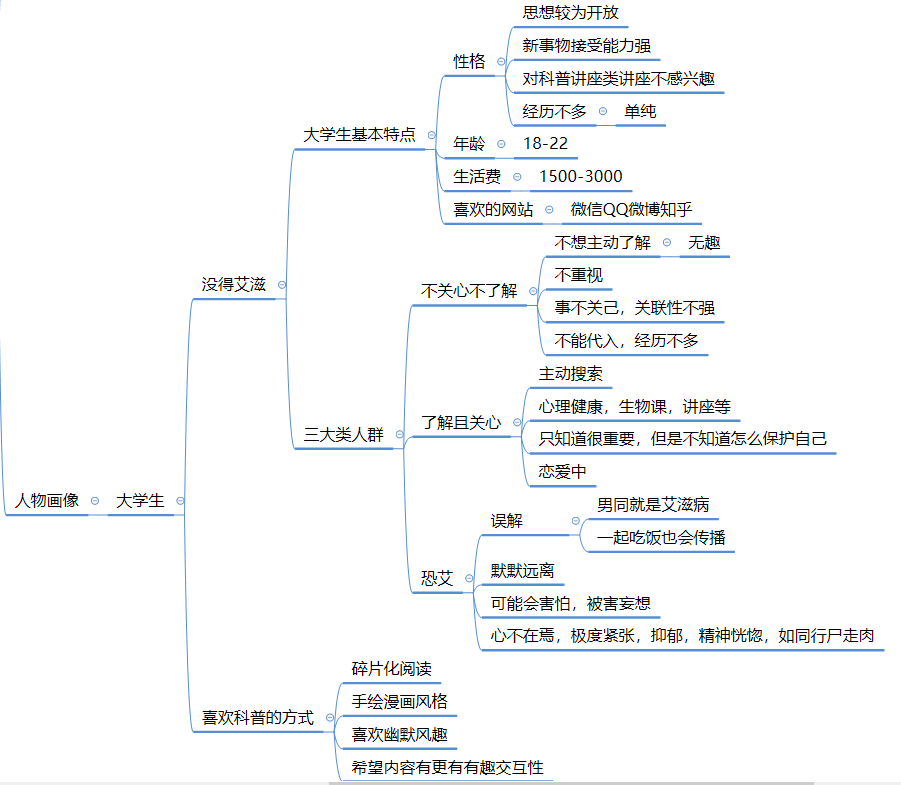 思想较为开放
新事物接受能力强
性格
对科普讲座类讲座不感兴趣
经历不多
单纯
大学生基本特点
年龄
18-22
生活费
1500-3000
喜欢的网站
微信QQ微博知乎
没得艾滋
不想主动了解
无趣
不关心不了解
不重视
事不关己，关联性不强
不能代入，经历不多
三大类人群
主动搜索
了解且关心
心理健康，生物课，讲座等
只知道很重要，但是不知道怎么保护自己
恋爱中
人物画像
大学生
误解
男同就是艾滋病
一起吃饭也会传播
恐艾
默默远离
可能会害怕，被害妄想
心不在焉，极度紧张，抑郁，精神恍惚，如同行尸走肉
喜欢科普的方式
碎片化阅读
手绘漫画风格
喜欢幽默风趣
希望内容有更有有趣交互性